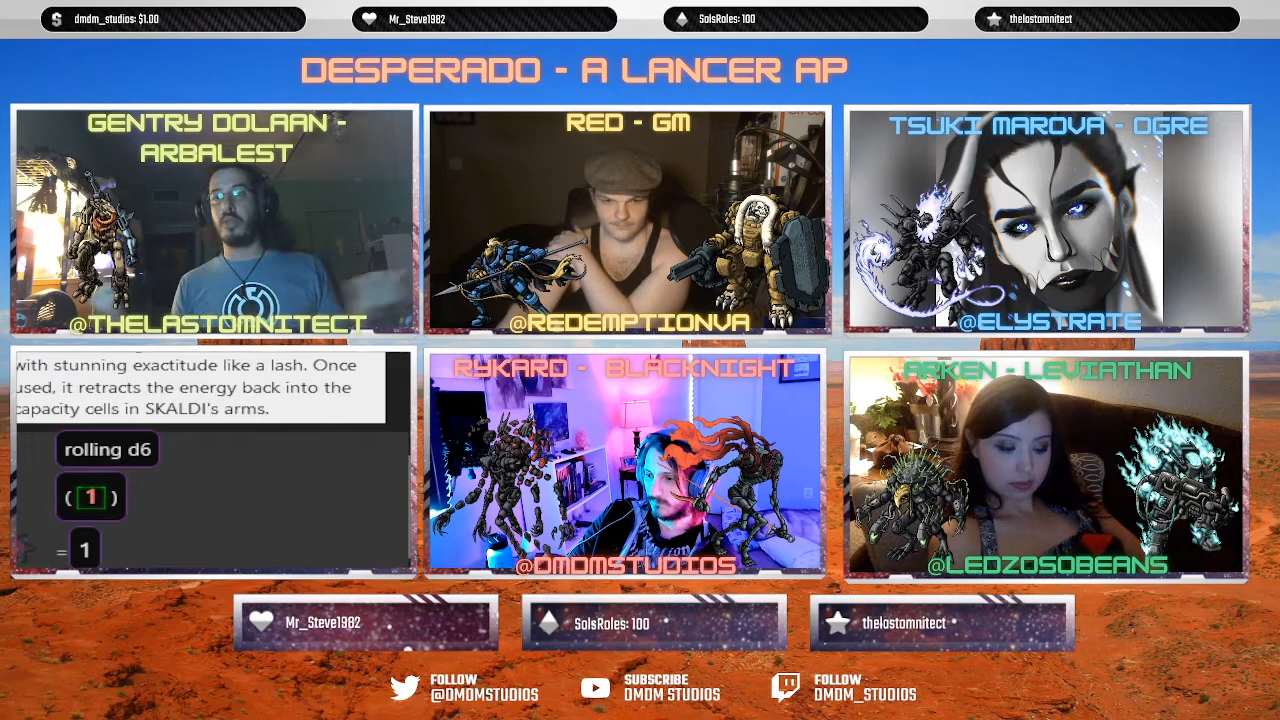 dmdm_studios: $1.00
Mr_Steve1982
SolsRoles: 100
thelastomnitect
DESPERADO - A LANCER AP
GENTRY DOLAAN -
ARBALEST
@THELASTOMNITECT
RED - GM
@REDEMPTIONVA
TSUKI MAROVA - OGRE
@ELYSTRATE
with stunning exactitude like a lash. Once
used, it retracts the energy back into the
capacity cells in SKALDI's arms.
rolling d6
( 1 )
= 1
RYKARD - BLACKNIGHT
@DMDMSTUDIOS
ARKEN - LEVIATHAN
@LEDZOSOBEANS
Mr_Steve1982
SolsRoles: 100
thelastomnitect
FOLLOW
@DMDMSTUDIOS
SUBSCRIBE
DMDM STUDIOS
FOLLOW
DMDM_STUDIOS